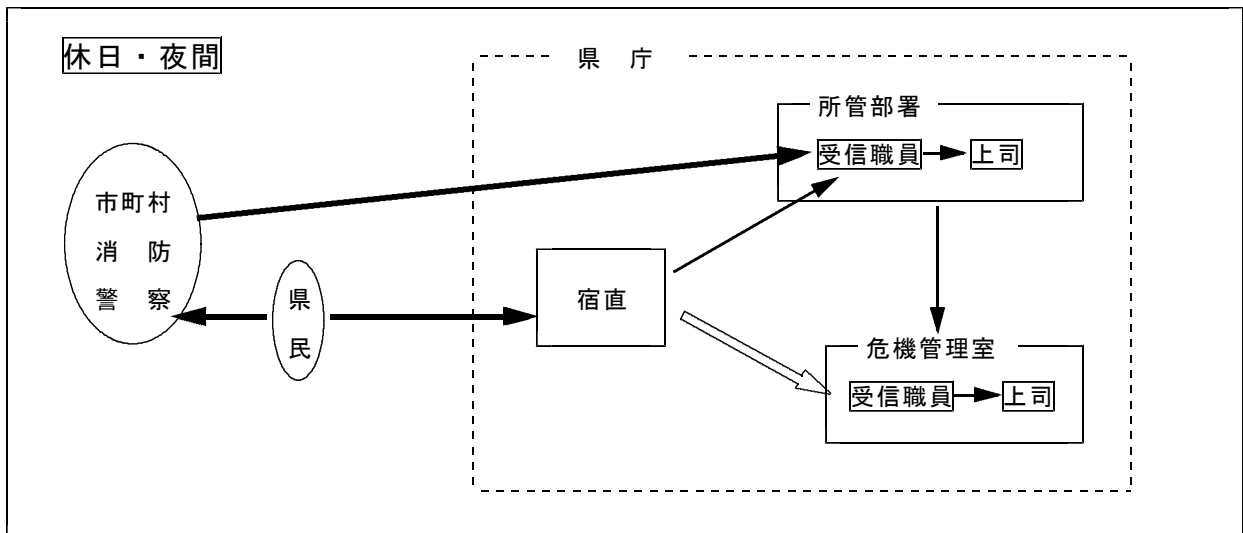 休日・夜間
県 庁
所管部署
受信職員
上司
市町村
消 防
警 察
県
民
宿直
危機管理室
受信職員
上司